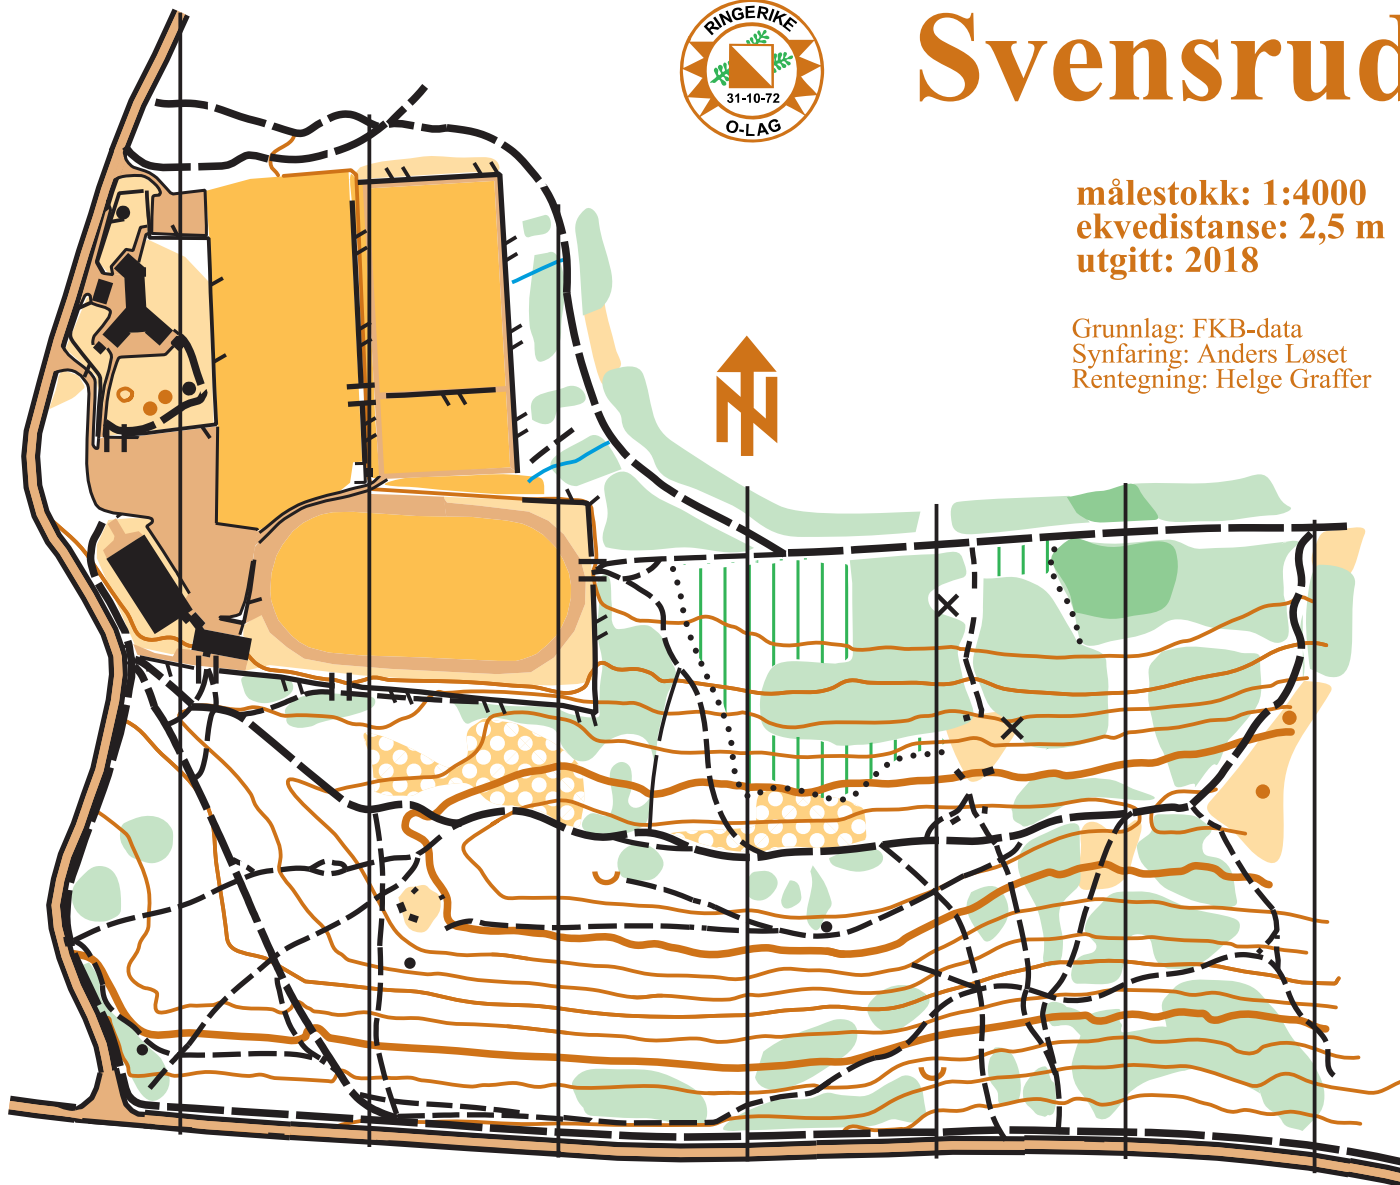 RINGERIKE
31-10-72
O-LAG
Svensrud
målestokk: 1:4000
ekvedistanse: 2,5 m
utgitt: 2018
Grunnlag: FKB-data
Synfaring: Anders Løset
Rentegning: Helge Graffer
N